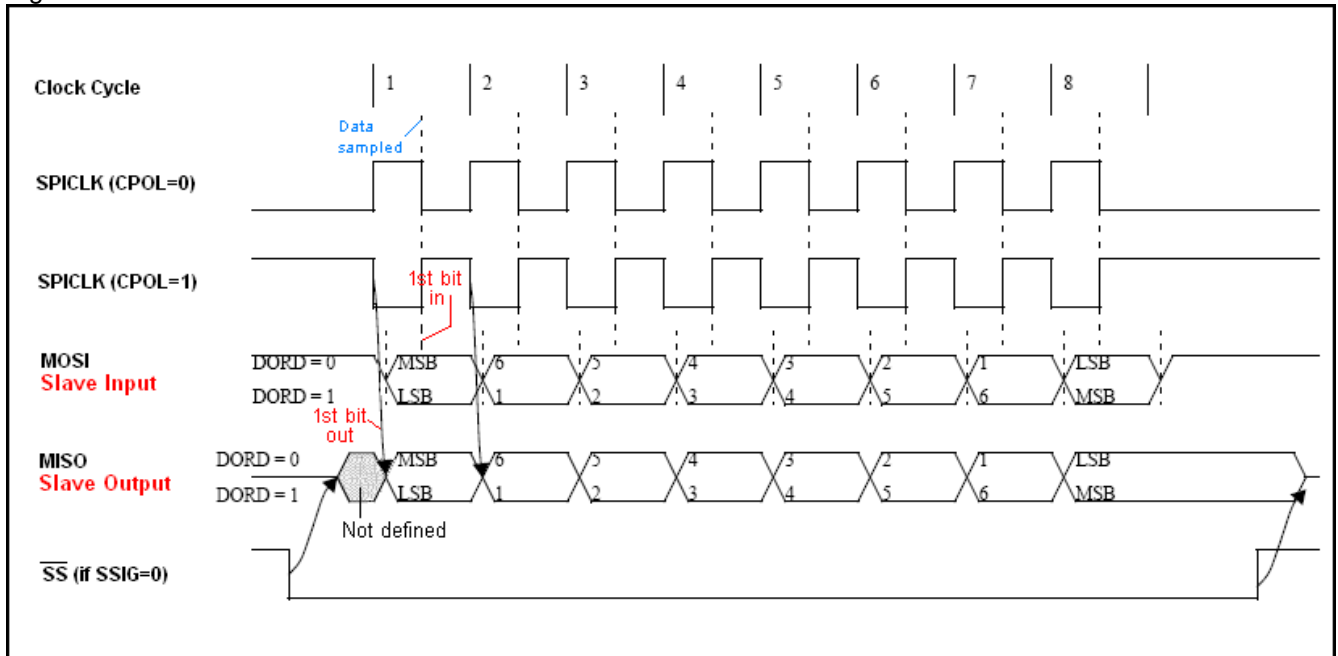 Clock Cycle 1 2 3 4 5 6 7 8
Data
sampled
SPICLK (CPOL=0)
SPICLK (CPOL=1)
1st bit
in
MOSI DORD = 0 MSB 6 5 4 3 2 1 LSB
Slave Input
DORD = 1 LSB 1 2 3 4 5 6 MSB
1st bit
out
MISO DORD = 0 MSB 6 5 4 3 2 1 LSB
Slave Output
DORD = 1 LSB 1 2 3 4 5 6 MSB
Not defined
SS (if SSIG=0)